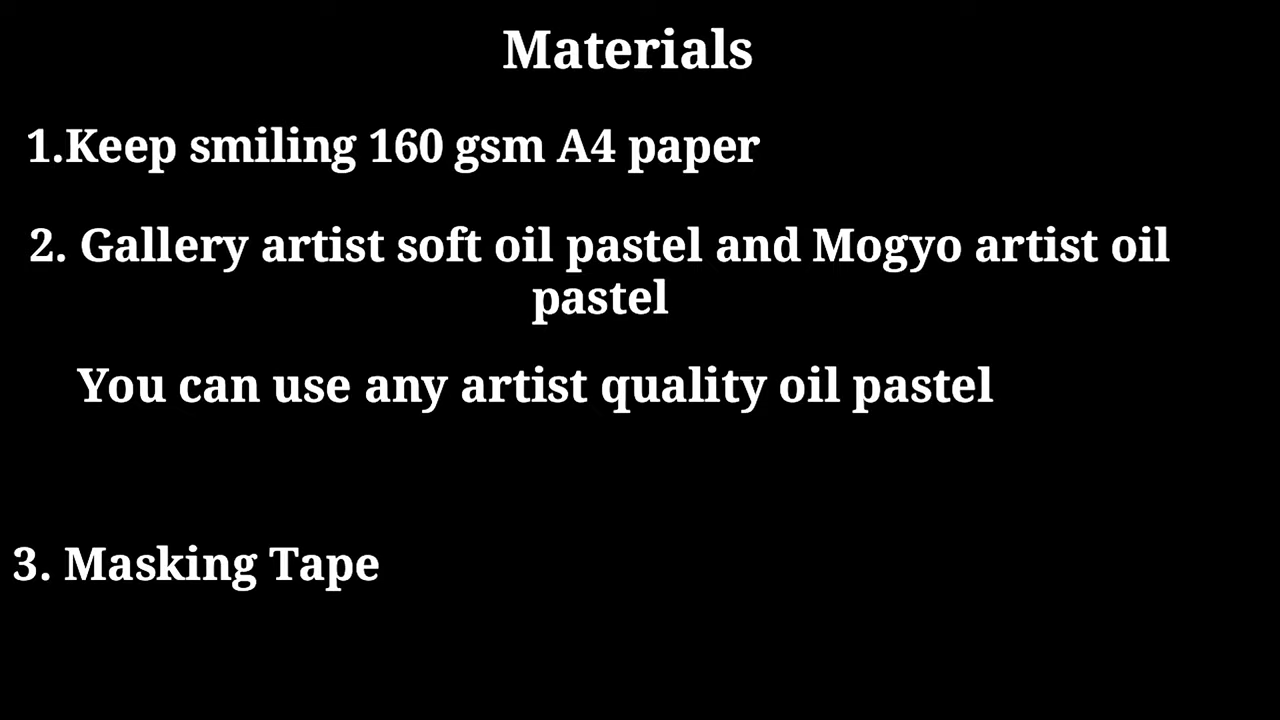 Materials
1.Keep smiling 160 gsm A4 paper
2. Gallery artist soft oil pastel and Mogyo artist oil
pastel
You can use any artist quality oil pastel
3. Masking Tape